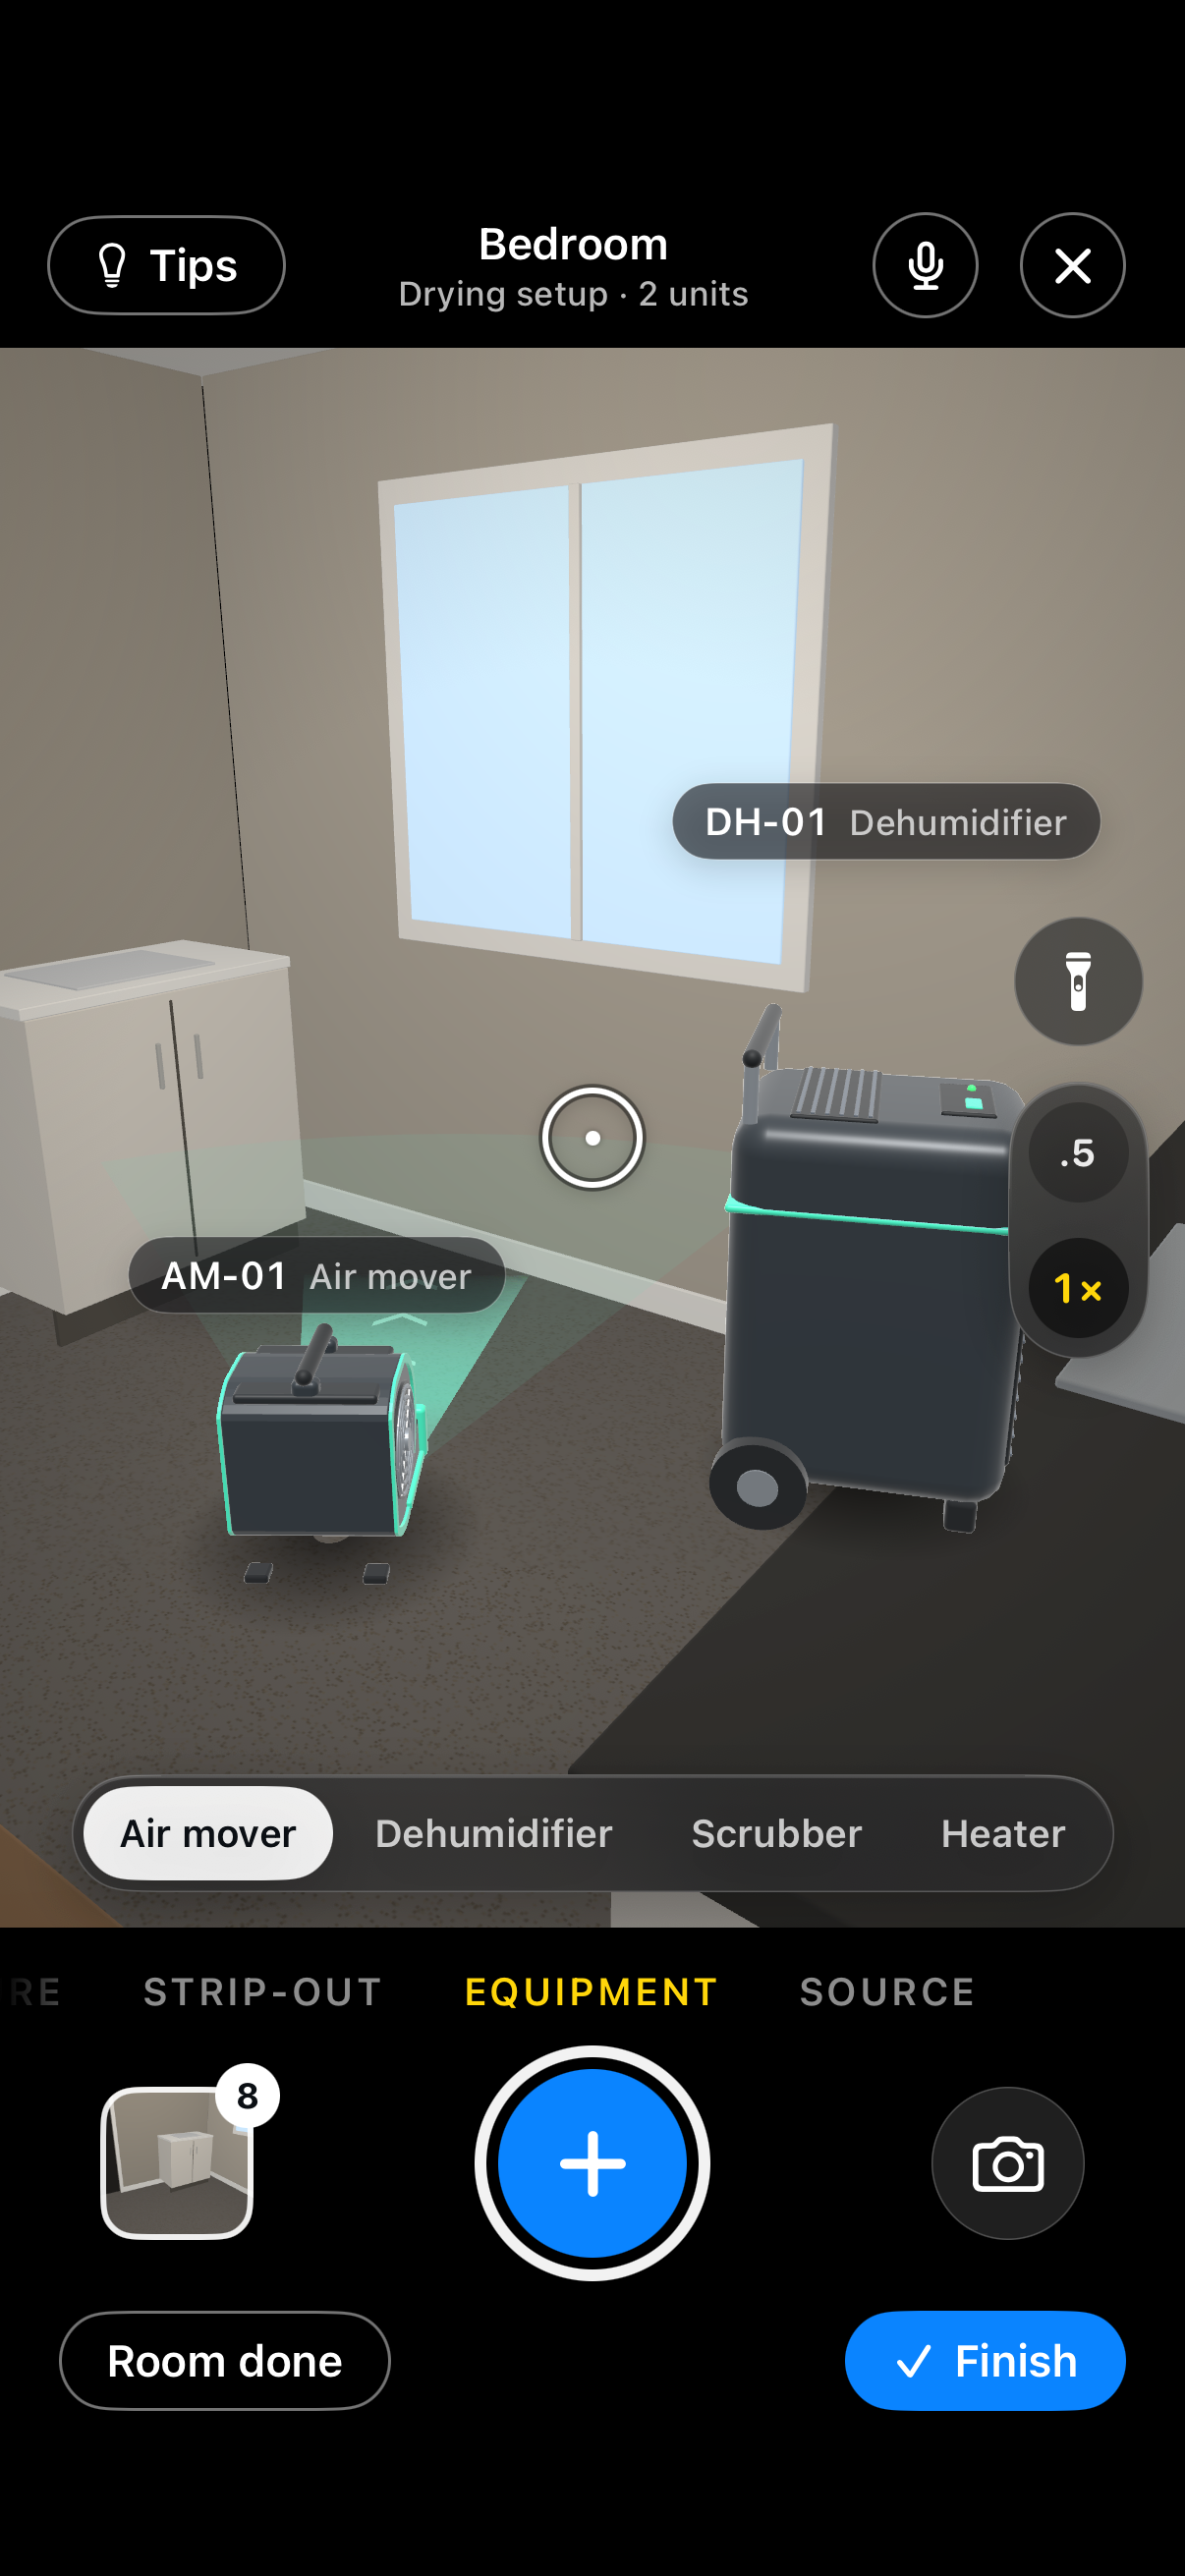 Tips
Bedroom
Drying setup · 2 units
DH-01 Dehumidifier
.5
1×
AM-01 Air mover
Air mover Dehumidifier Scrubber Heater
RE STRIP-OUT EQUIPMENT SOURCE
8
Room done
Finish